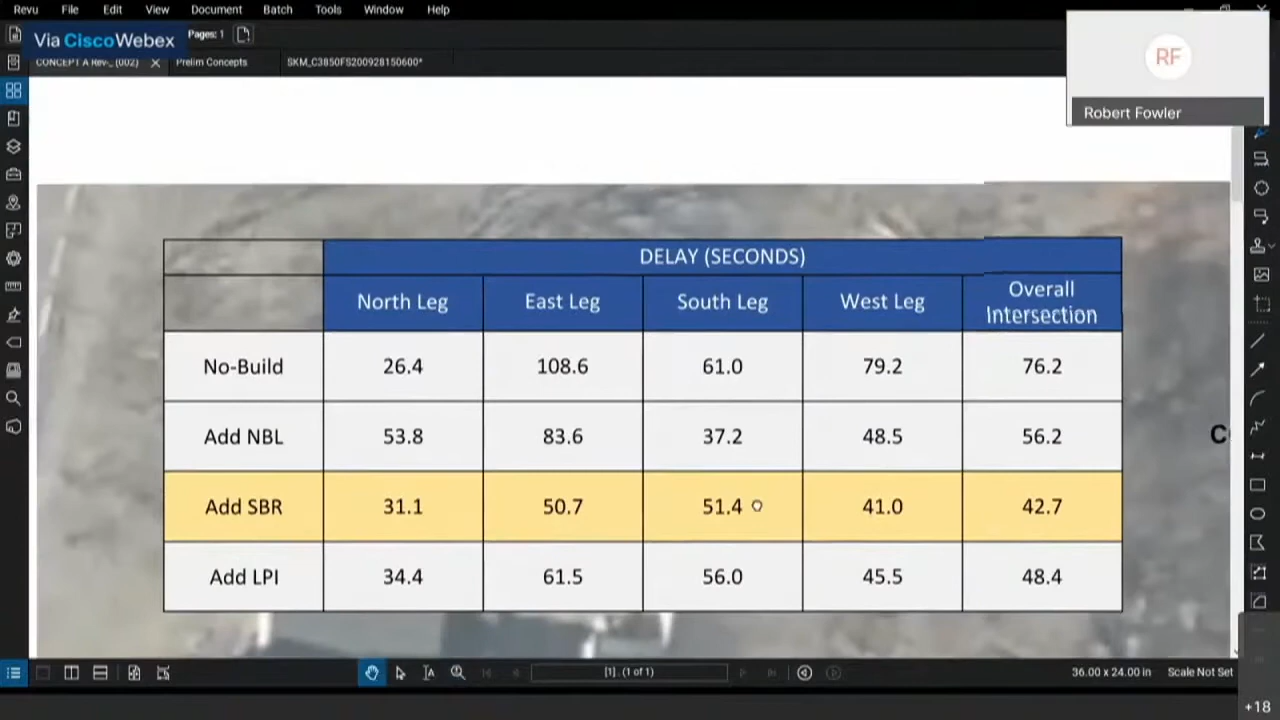 Revu File Edit View Document Batch Tools Window Help
Via CiscoWebex
Pages: 1
CONCEPT A Rev-_ (002) Prelim Concepts SKM_C3850FS200928150600*
RF
Robert Fowler
DELAY (SECONDS)
North Leg East Leg South Leg West Leg Overall
Intersection
No-Build 26.4 108.6 61.0 79.2 76.2
Add NBL 53.8 83.6 37.2 48.5 56.2
Add SBR 31.1 50.7 51.4 41.0 42.7
Add LPI 34.4 61.5 56.0 45.5 48.4
[1]. (1 of 1)
36.00 x 24.00 in Scale Not Set
+18